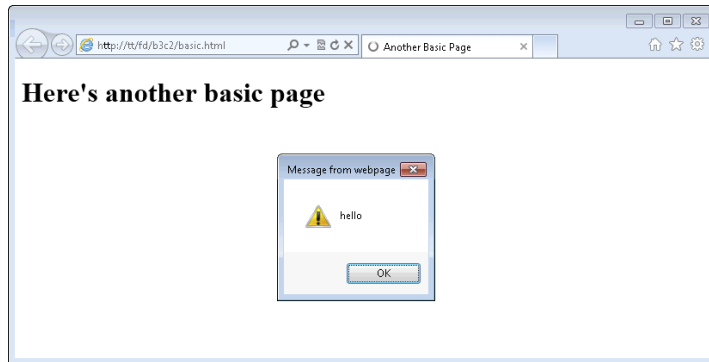 http://tt/fd/b3c2/basic.html
Another Basic Page
Here's another basic page
Message from webpage
hello
OK